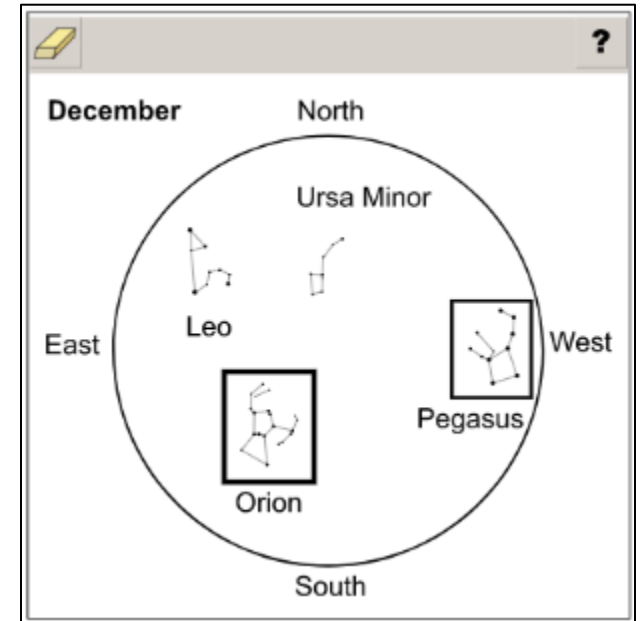 ?
December
North
Ursa Minor
Leo
East
West
Pegasus
Orion
South